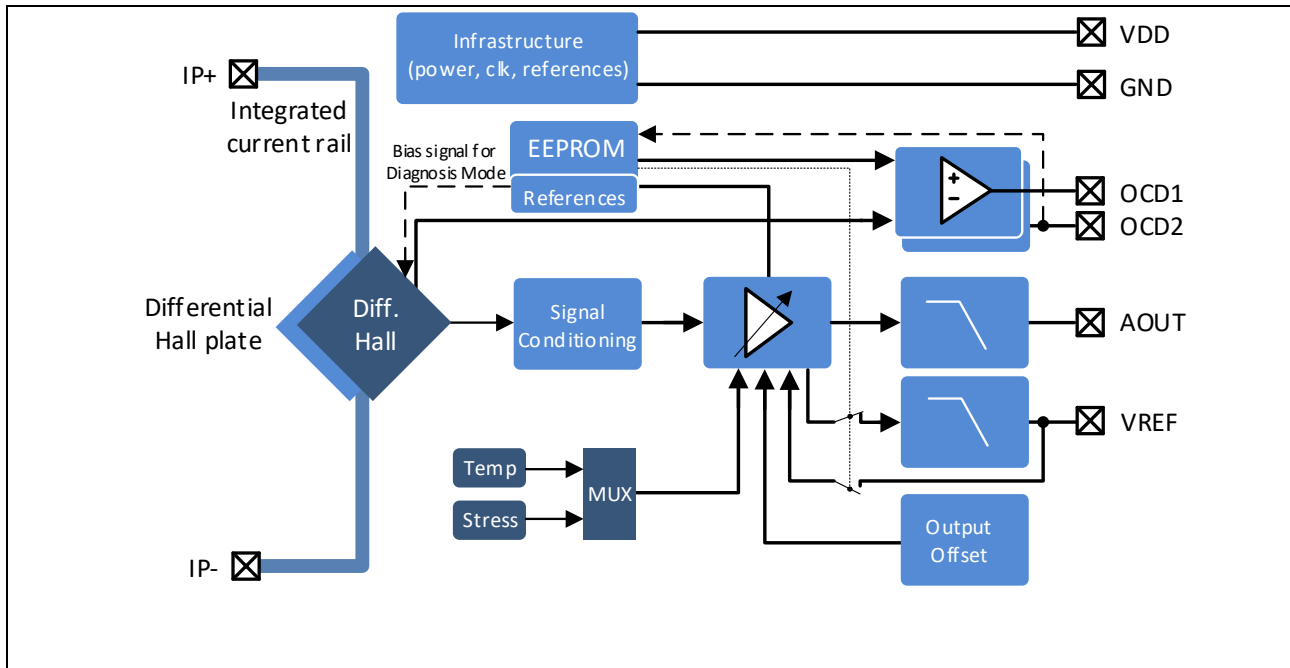 Infrastructure
(power, clk, references)
VDD
GND
IP+
Integrated
current rail
Bias signal for
Diagnosis Mode
EEPROM
References
+
-
OCD1
OCD2
Differential
Hall plate
Diff.
Hall
Signal
Conditioning
AOUT
VREF
Temp
Stress
MUX
Output
Offset
IP-